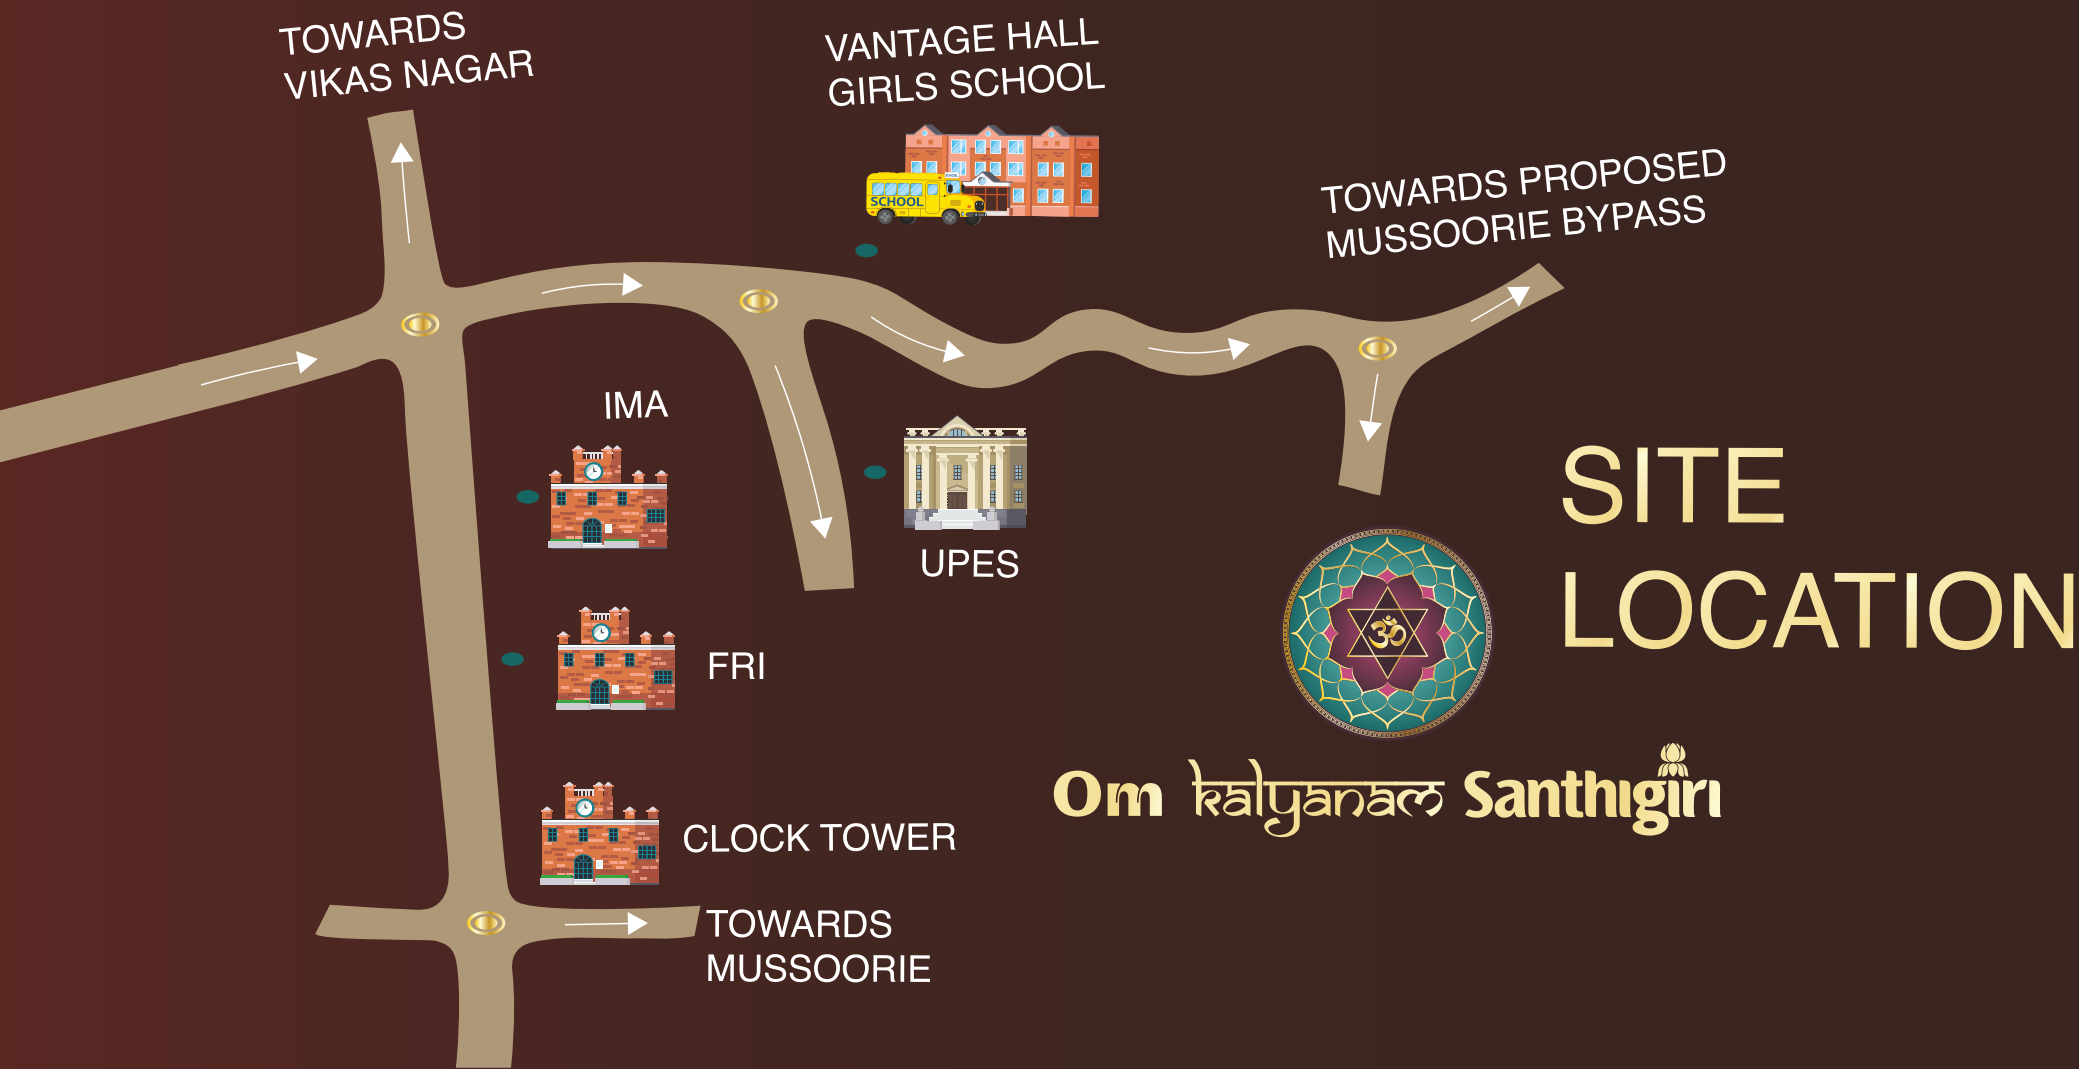 TOWARDS
VIKAS NAGAR
VANTAGE HALL
GIRLS SCHOOL
SCHOOL
SCHOOL
TOWARDS PROPOSED
MUSSOORIE BYPASS
IMA
UPES
SITE
LOCATION
ॐ
FRI
Om kalyanam Santhigiri
CLOCK TOWER
TOWARDS
MUSSOORIE